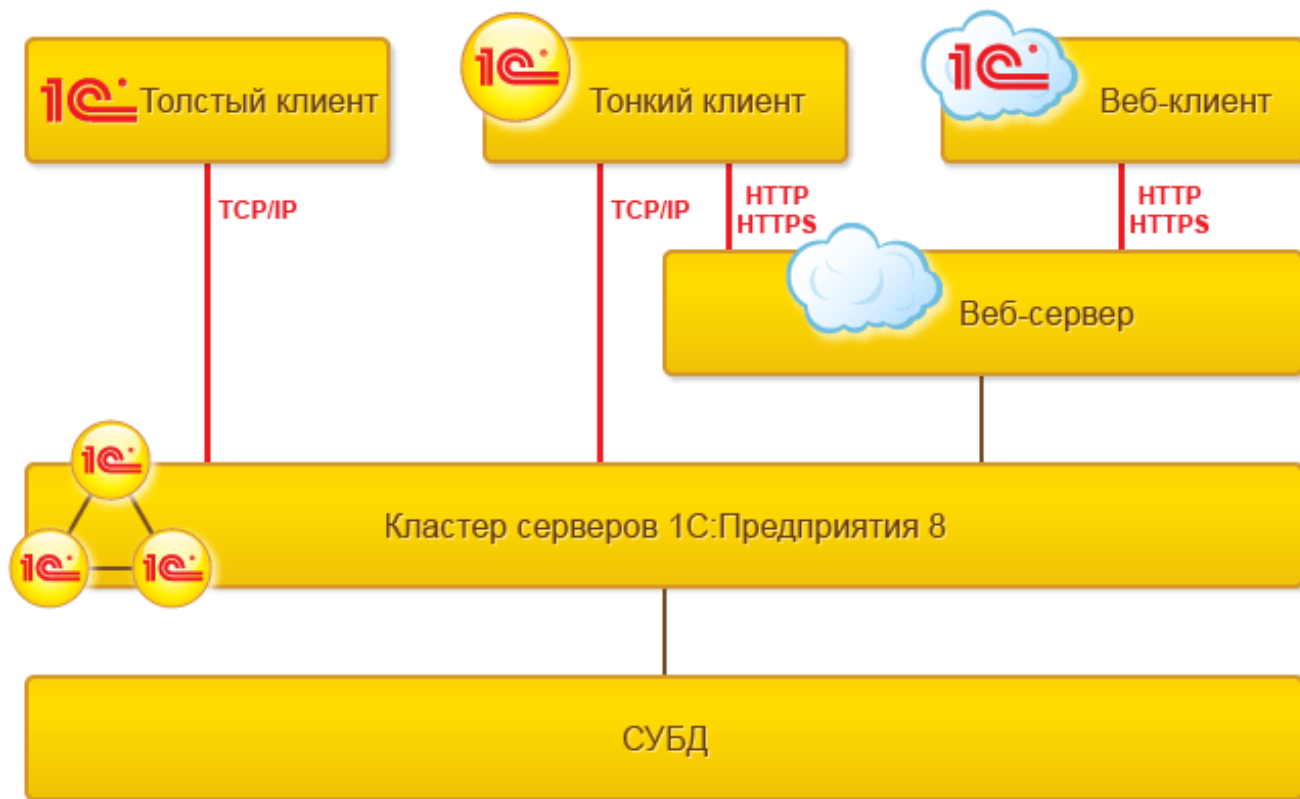 1С Толстый клиент
1С Тонкий клиент
1С Веб-клиент
TCP/IP
TCP/IP
HTTP
HTTPS
HTTP
HTTPS
Веб-сервер
1С
1С
1С
Кластер серверов 1С:Предприятия 8
СУБД